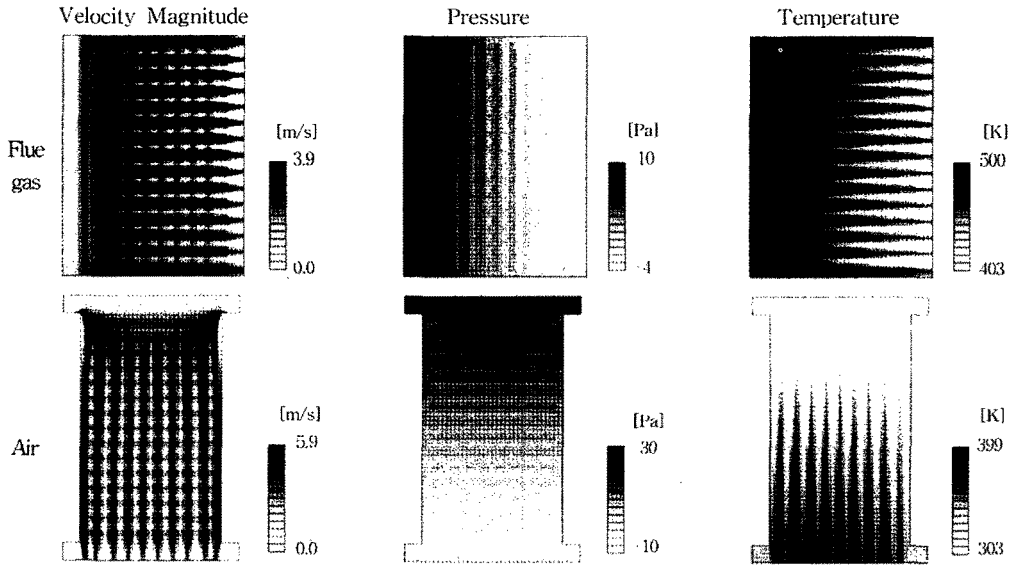 Velocity Magnitude
Pressure
Temperature
Flue
gas
[m/s]
3.9
0.0
[Pa]
10
-4
[K]
500
403
Air
[m/s]
5.9
0.0
[Pa]
30
-10
[K]
399
303